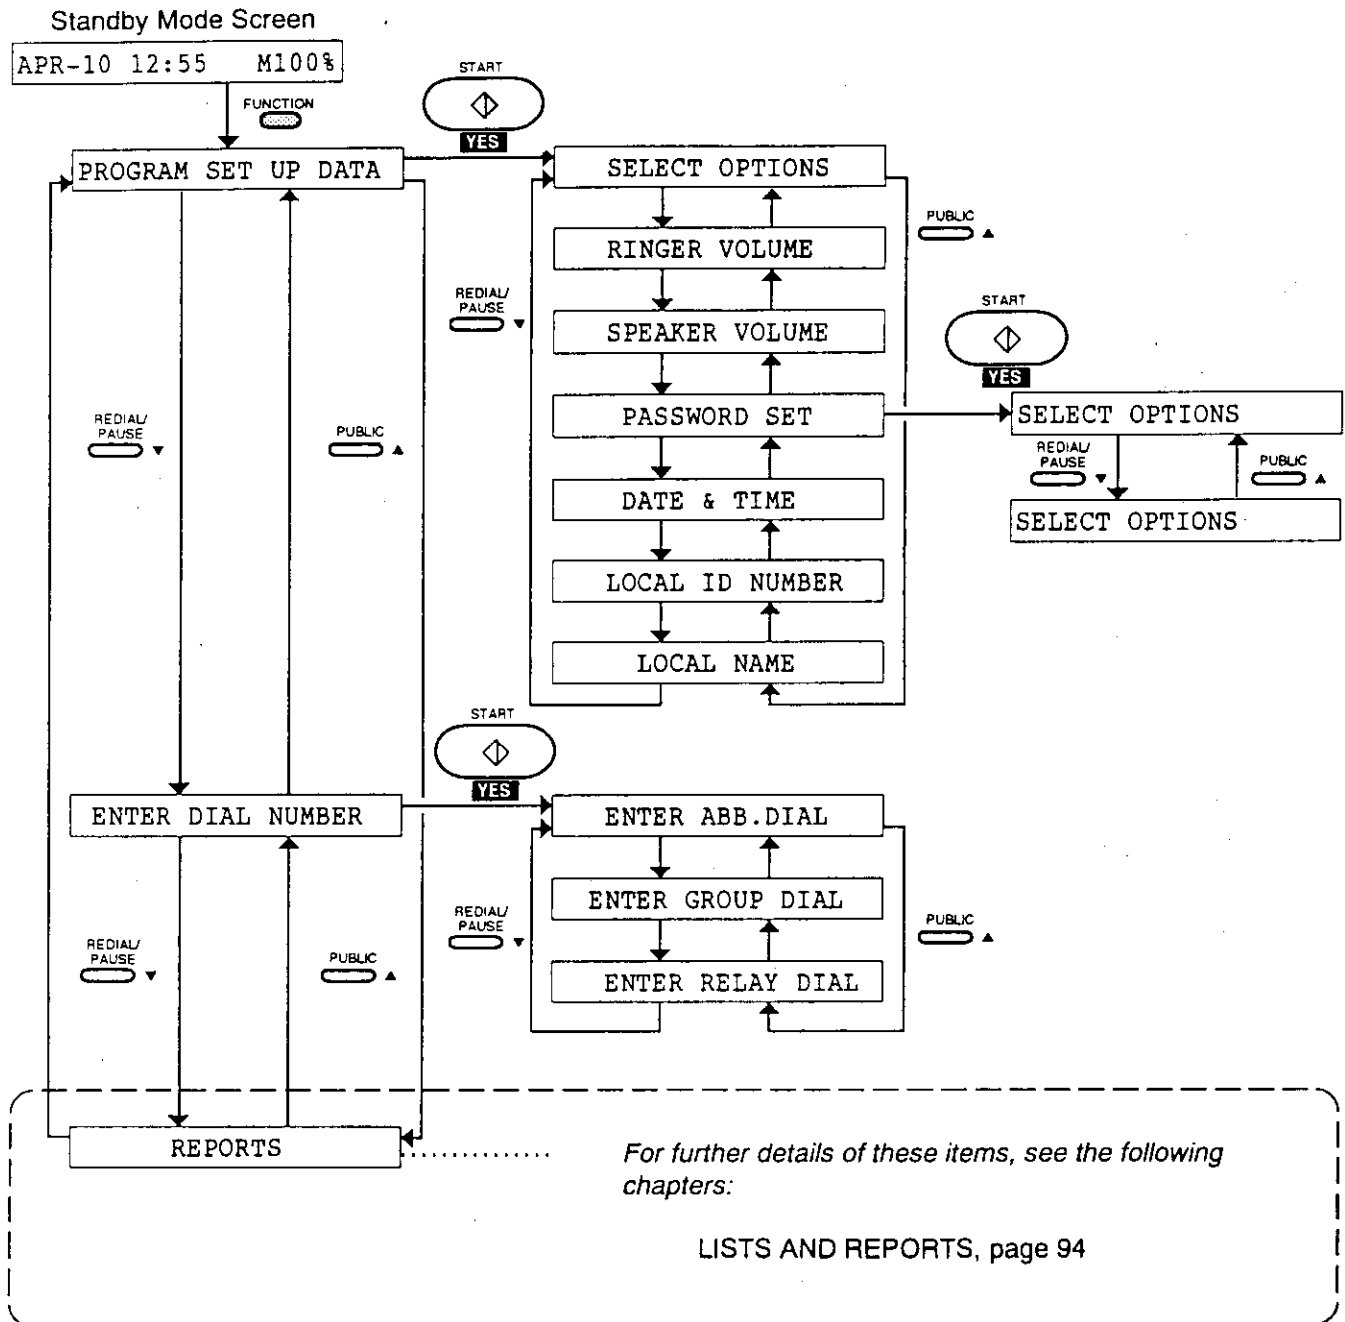 Standby Mode Screen
APR-10 12:55 M100%
FUNCTION
START
YES
PROGRAM SET UP DATA
SELECT OPTIONS
PUBLIC ▲
RINGER VOLUME
REDIAL/
PAUSE ▼
SPEAKER VOLUME
START
YES
PASSWORD SET
SELECT OPTIONS
REDIAL/
PAUSE ▼
PUBLIC ▲
REDIAL/
PAUSE ▼
PUBLIC ▲
DATE & TIME
SELECT OPTIONS
LOCAL ID NUMBER
LOCAL NAME
START
YES
ENTER DIAL NUMBER
ENTER ABB.DIAL
ENTER GROUP DIAL
REDIAL/
PAUSE ▼
PUBLIC ▲
REDIAL/
PAUSE ▼
PUBLIC ▲
ENTER RELAY DIAL
REPORTS
For further details of these items, see the following
chapters:
LISTS AND REPORTS, page 94